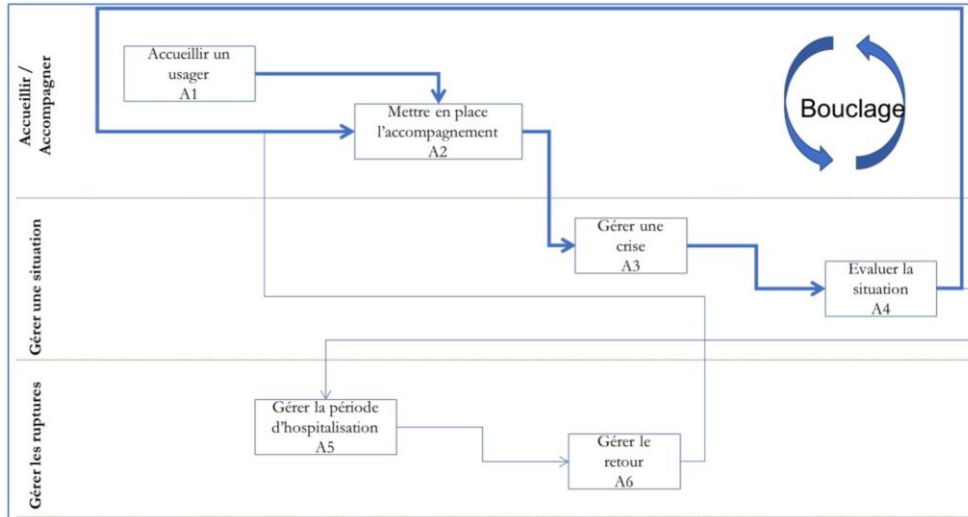 Accueillir /
Accompagner
Accueillir un
usager
A1
Mettre en place
l'accompagnement
A2
Bouclage
Gérer une situation
Gérer une
crise
A3
Evaluer la
situation
A4
Gérer les ruptures
Gérer la période
d'hospitalisation
A5
Gérer le
retour
A6